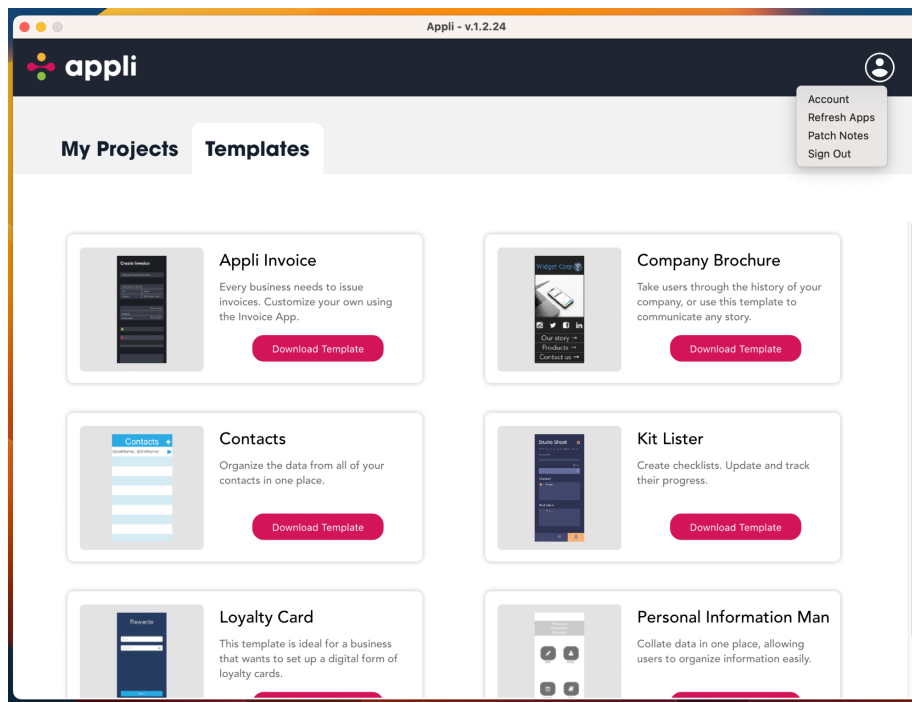 Appli - v.1.2.24
appli
Account
Refresh Apps
Patch Notes
Sign Out
My Projects
Templates
Create Invoice
Appli Invoice
Every business needs to issue
invoices. Customize your own using
the Invoice App.
Download Template
Widget Corp
Our story →
Products →
Contact us →
Company Brochure
Take users through the history of your
company, or use this template to
communicate any story.
Download Template
Contacts +
Contacts
Organize the data from all of your
contacts in one place.
Download Template
Studio Shoot
Kit Lister
Create checklists. Update and track
their progress.
Download Template
Rewards
Loyalty Card
This template is ideal for a business
that wants to set up a digital form of
loyalty cards.
Personal Information Man
Collate data in one place, allowing
users to organize information easily.